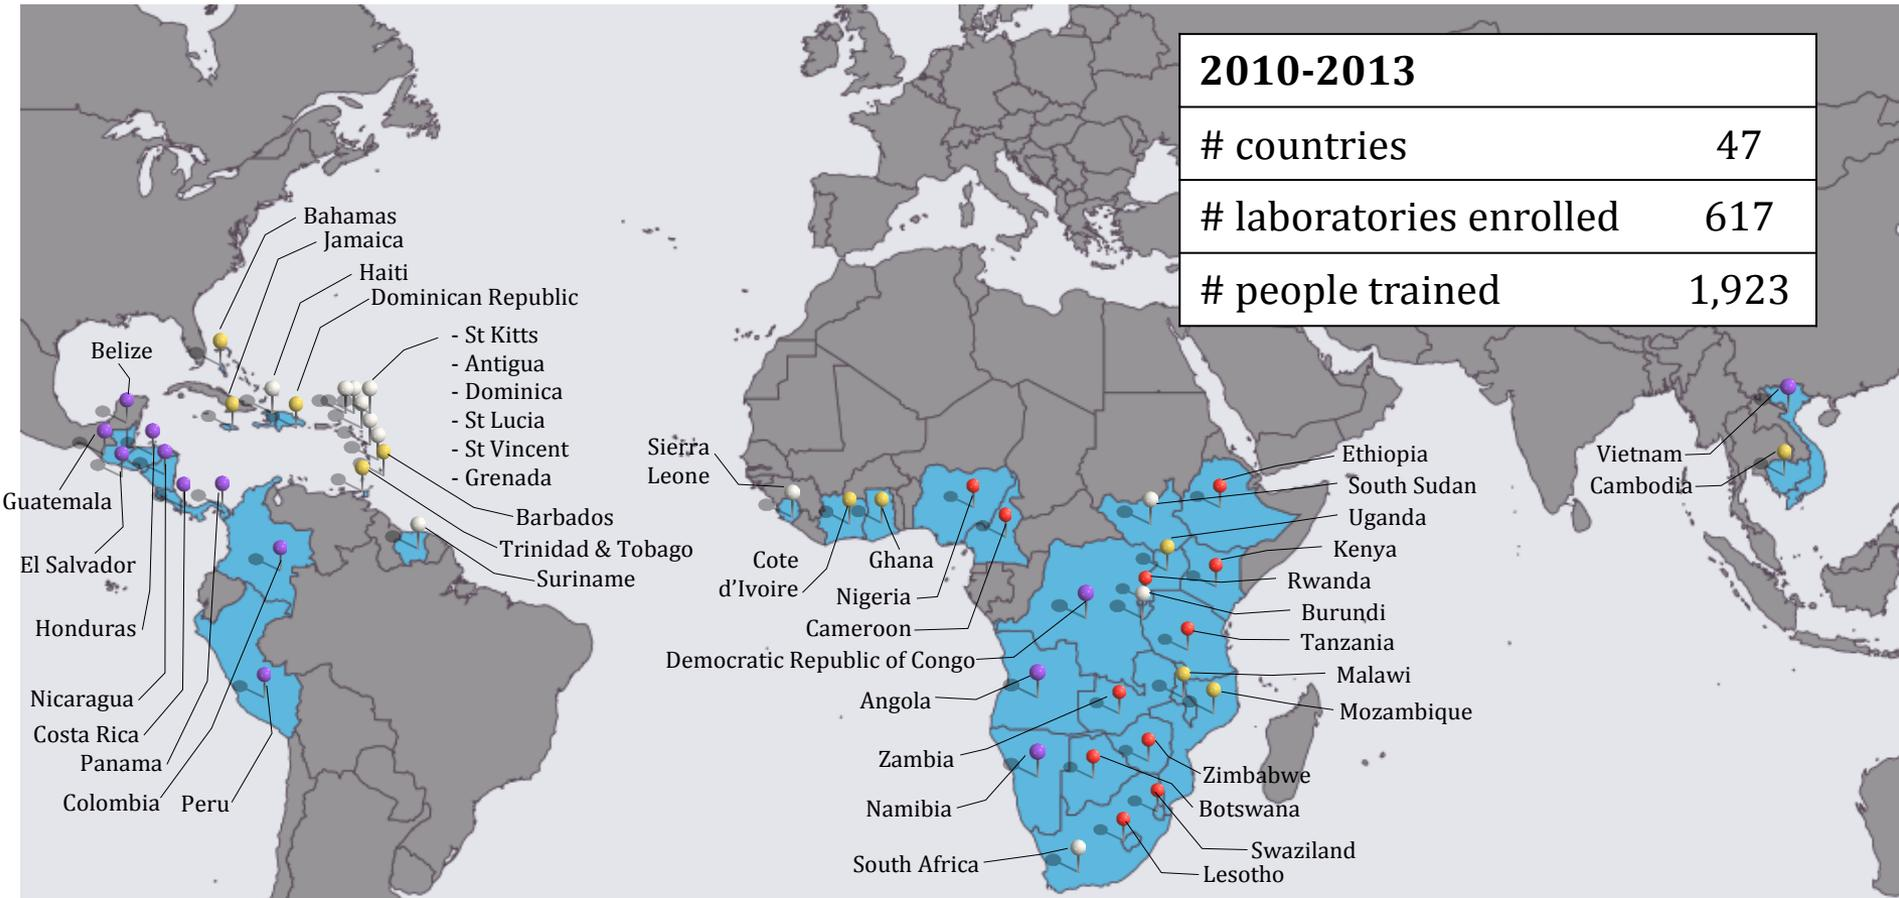 2010-2013
# countries 47
# laboratories enrolled 617
# people trained 1,923
Bahamas
Jamaica
Haiti
Dominican Republic
- St Kitts
- Antigua
- Dominica
- St Lucia
- St Vincent
- Grenada
Belize
Guatemala
El Salvador
Honduras
Nicaragua
Costa Rica
Panama
Colombia
Peru
Barbados
Trinidad & Tobago
Suriname
Sierra
Leone
Cote
d’Ivoire
Ghana
Nigeria
Cameroon
Democratic Republic of Congo
Angola
Zambia
Namibia
South Africa
Ethiopia
South Sudan
Uganda
Kenya
Rwanda
Burundi
Tanzania
Malawi
Mozambique
Zimbabwe
Botswana
Swaziland
Lesotho
Vietnam
Cambodia